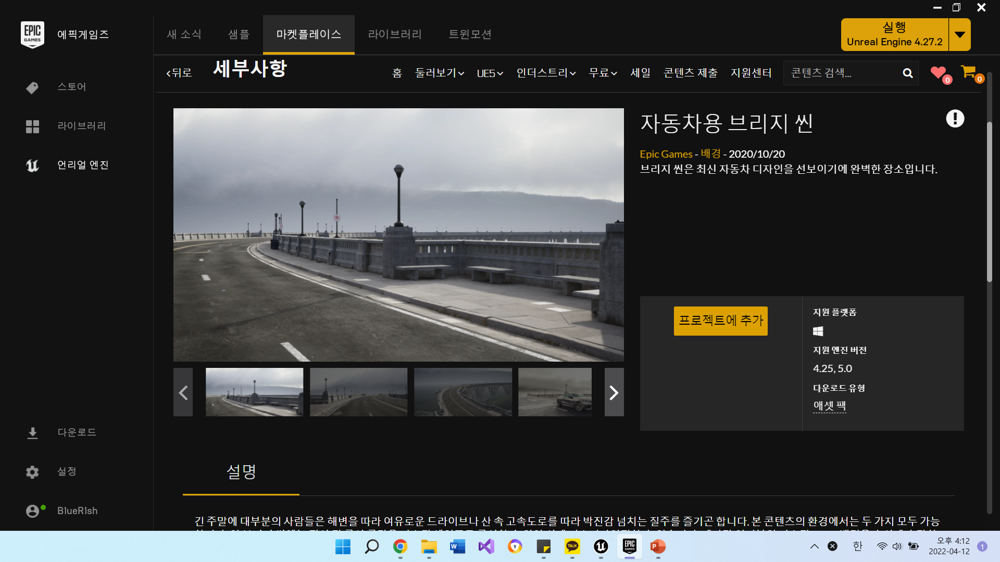 EPIC GAMES
에픽게임즈
새 소식
샘플
마켓플레이스
라이브러리
트윈모션
실행
Unreal Engine 4.27.2
뒤로
세부사항
홈
둘러보기
UE5
인더스트리
무료
세일
콘텐츠 제출
지원센터
콘텐츠 검색...
0
0
스토어
라이브러리
언리얼 엔진
자동차용 브리지 씬
Epic Games - 배경 - 2020/10/20
브리지 씬은 최신 자동차 디자인을 선보이기에 완벽한 장소입니다.
프로젝트에 추가
지원 플랫폼
지원 엔진 버전
4.25, 5.0
다운로드 유형
애셋 팩
다운로드
설정
B1ueR1sh
설명
긴 주말에 대부분의 사람들은 해변을 따라 여유로운 드라이브나 산 속 고속도로를 따라 박진감 넘치는 질주를 즐기곤 합니다. 본 콘텐츠의 환경에서는 두 가지 모두 가능
W
TALK
EPIC GAMES
P
한
오후 4:12
2022-04-12
1